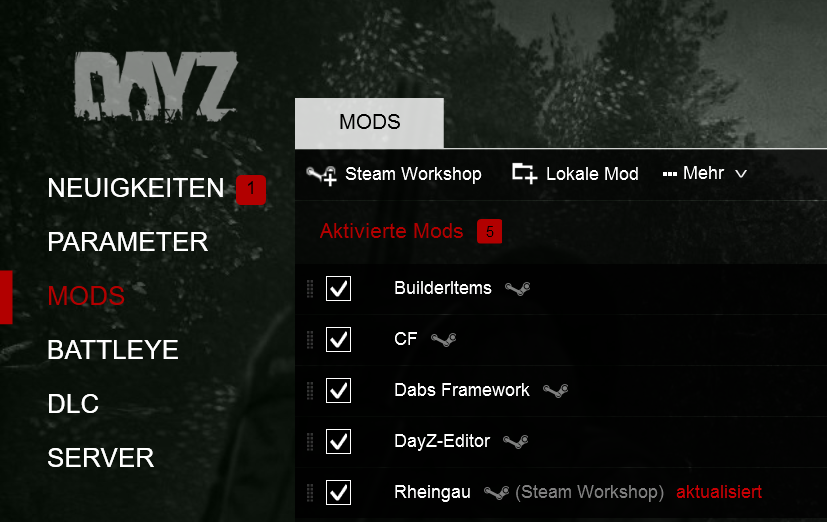 DAYZ
MODS
Steam Workshop Lokale Mod Mehr
NEUIGKEITEN 1
PARAMETER
MODS
BATTLEYE
DLC
SERVER
Aktivierte Mods 5
BuilderItems
CF
Dabs Framework
DayZ-Editor
Rheingau (Steam Workshop) aktualisiert